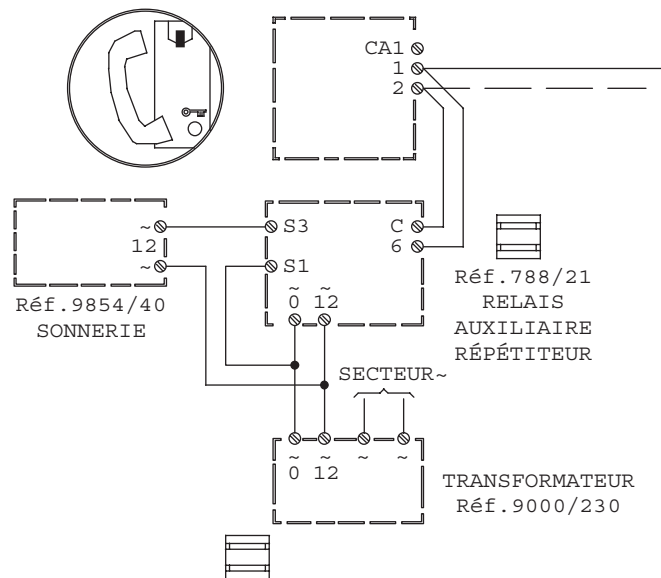 CA1
1
2
~
12
~
S3
S1
C
6
~ ~
0 12
Réf.9854/40
SONNERIE
Réf.788/21
RELAIS
AUXILIAIRE
RÉPÉTITEUR
SECTEUR~
~ ~ ~ ~
0 12
TRANSFORMATEUR
Réf.9000/230